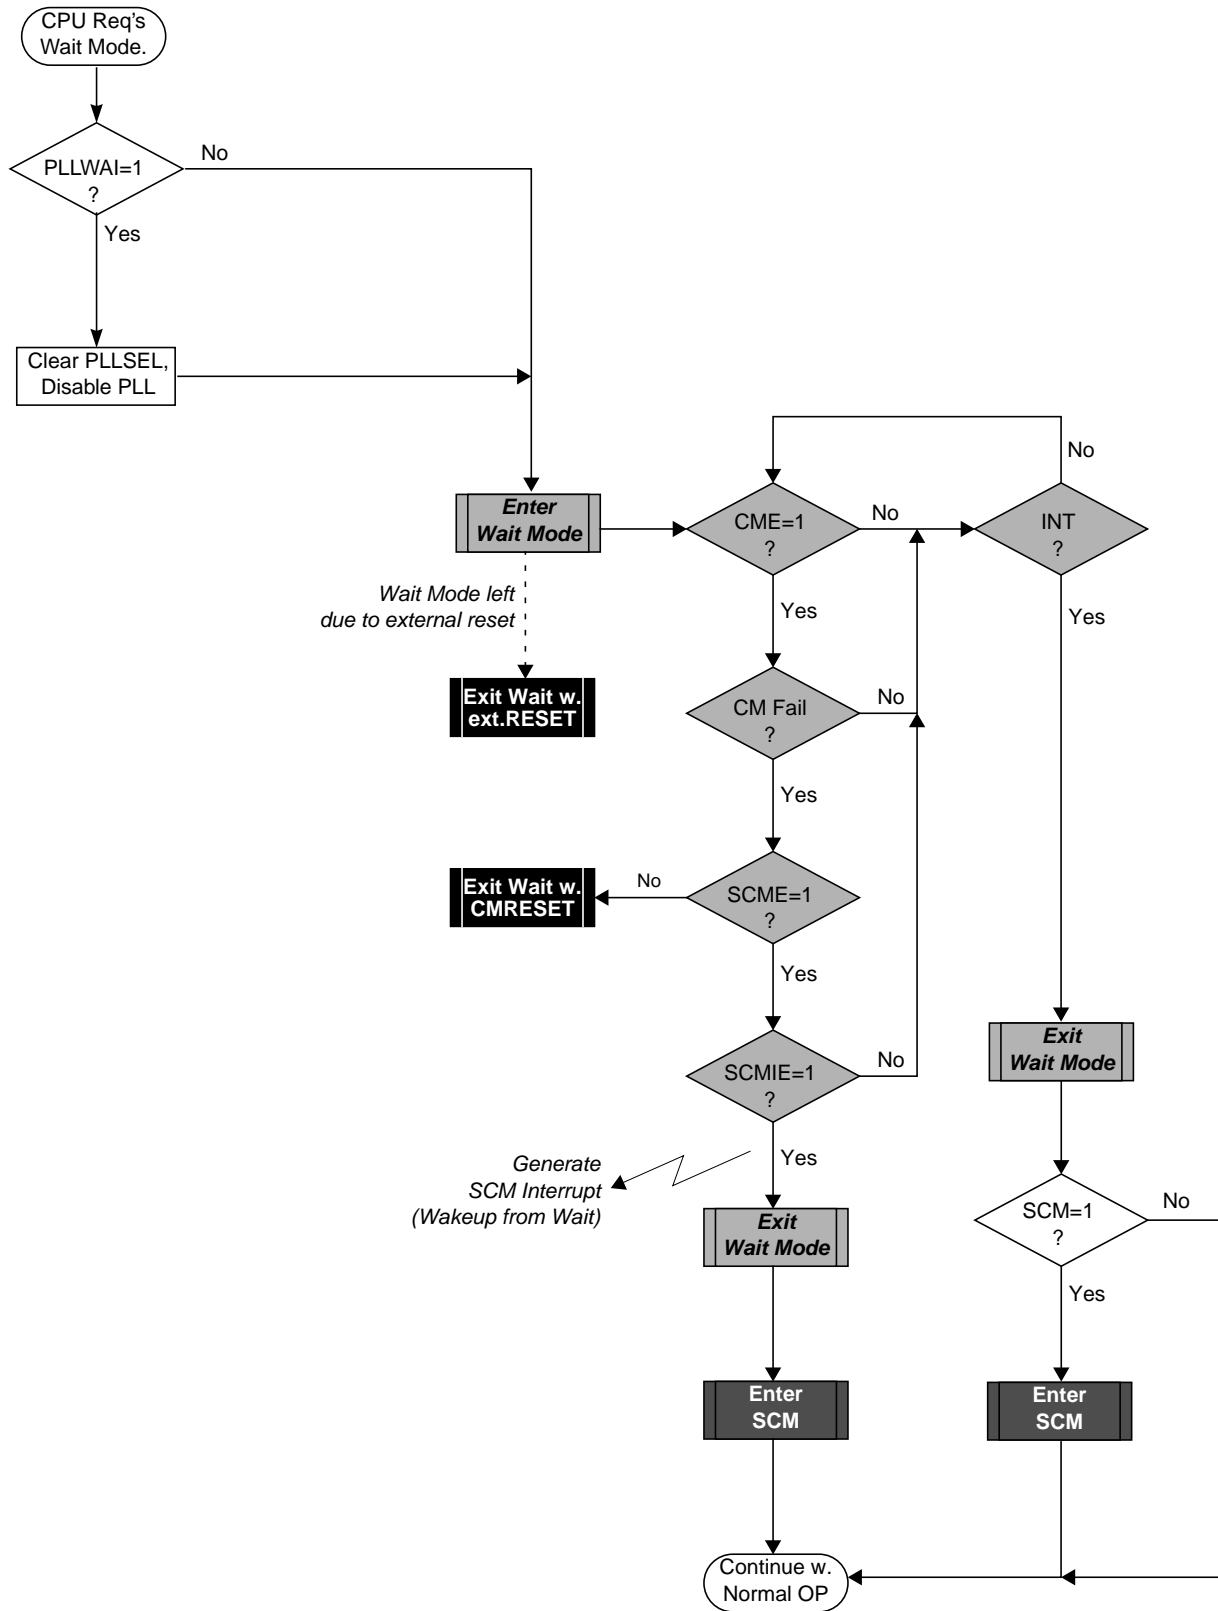 CPU Req's
Wait Mode.
PLLWAI=1
?
No
Yes
Clear PLLSEL,
Disable PLL
Enter
Wait Mode
Wait Mode left
due to external reset
Exit Wait w.
ext.RESET
CME=1
?
No
Yes
INT
?
No
Yes
CM Fail
?
No
Yes
SCME=1
?
No
Yes
Exit Wait w.
CMRESET
SCMIE=1
?
No
Yes
Generate
SCM Interrupt
(Wakeup from Wait)
Exit
Wait Mode
Enter
SCM
Exit
Wait Mode
SCM=1
?
No
Yes
Enter
SCM
Continue w.
Normal OP